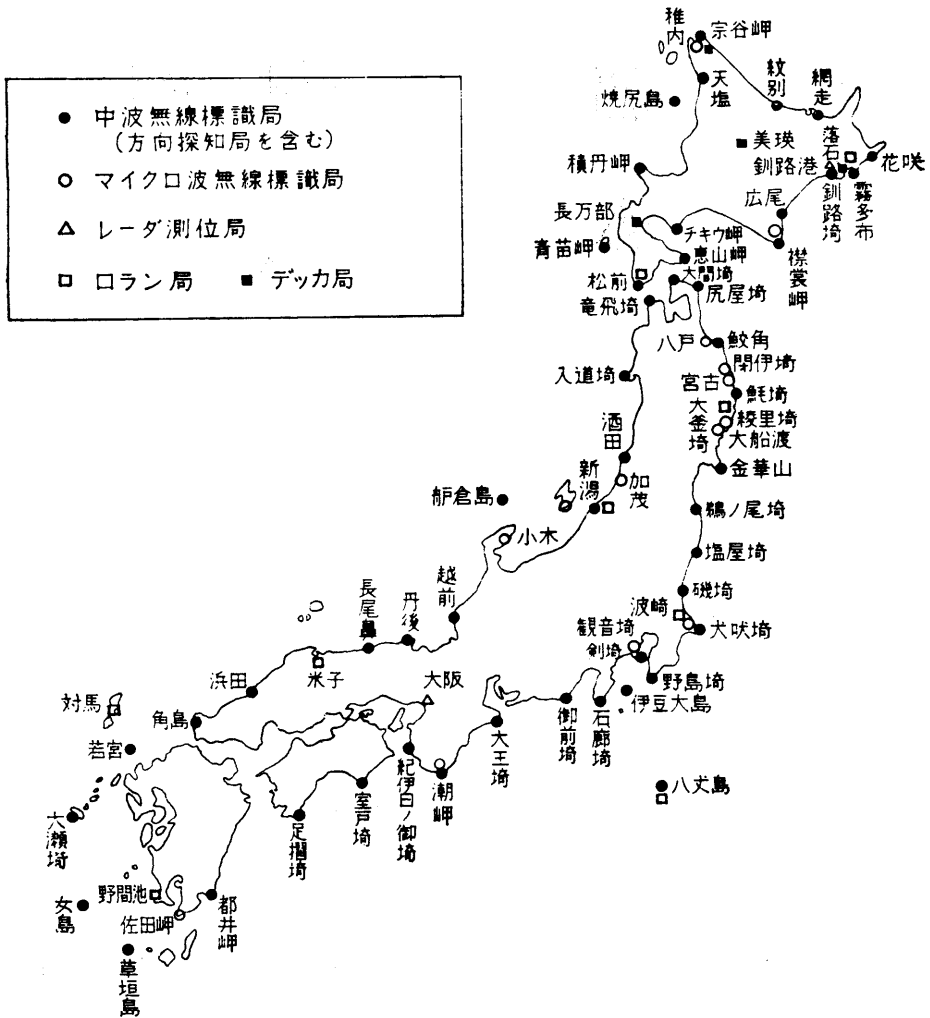 ● 中波無線標識局
(方向探知局を含む)
○ マイクロ波無線標識局
△ レーダ測位局
□ ロラン局 ■ デッカ局
稚内
宗谷岬
天塩
紋別
網走
焼尻島
美瑛
落石
釧路港
花咲
積丹岬
釧路埼
霧多布
広尾
長万部
チキウ岬
襟裳岬
青苗岬
恵山岬
松前
大間埼
尻屋埼
竜飛埼
八戸
鮫角
閉伊埼
入道埼
宮古
魹埼
大釜埼
綾里埼
大船渡
酒田
金華山
新潟
加茂
舮倉島
鵜ノ尾埼
小木
塩屋埼
越前
磯埼
長尾鼻
丹後
波崎
犬吠埼
観音埼
剣埼
野島埼
浜田
米子
大阪
伊豆大島
対馬
角島
御前埼
石廊埼
大王埼
若宮
八丈島
紀伊日ノ御埼
潮岬
室戸埼
足摺埼
大瀬埼
野間池
都井岬
女島
佐田岬
草垣島